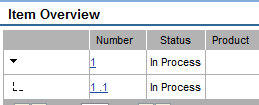 Item Overview
Number Status Product
1 In Process
1 .1 In Process